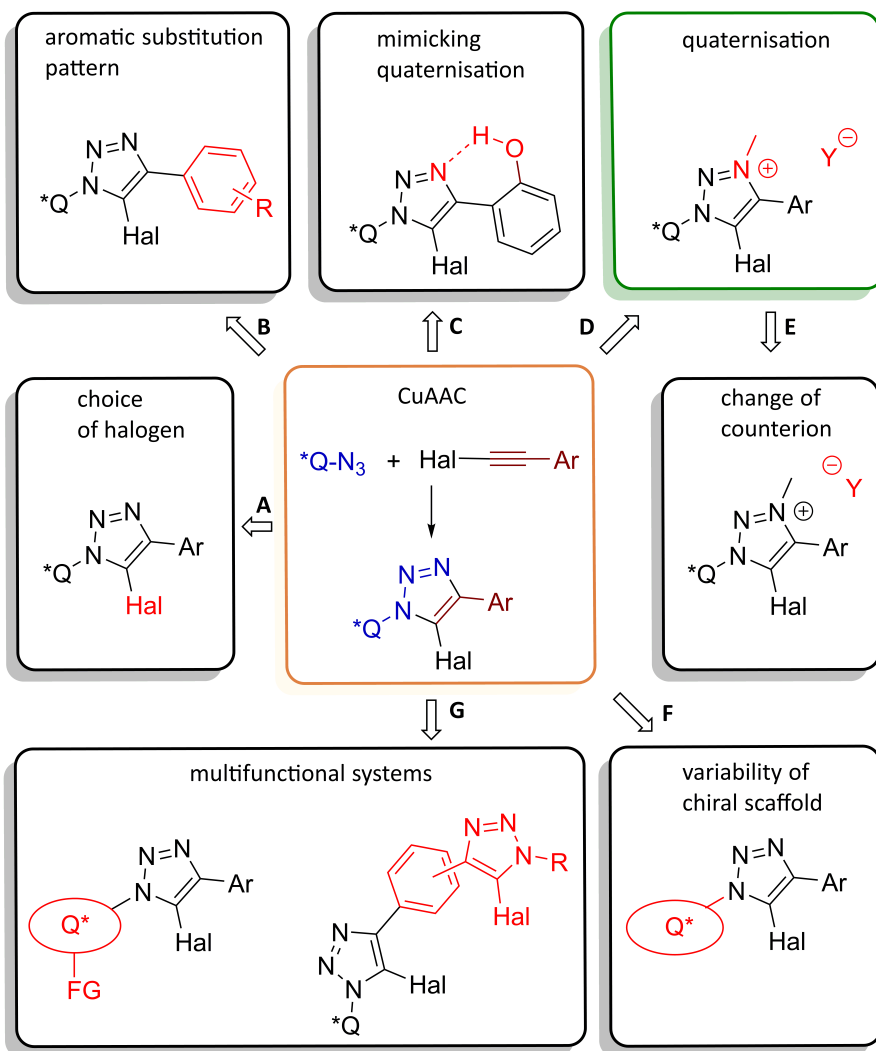 aromatic substitution
pattern
N
N
N
*Q
Hal
R
mimicking
quaternisation
H
O
N
N
N
*Q
Hal
quaternisation
Y ⊖
N
N ⊕
N
*Q
Ar
Hal
B
C
D
E
choice
of halogen
N
N
N
*Q
Ar
Hal
A
CuAAC
*Q-N3 + Hal Ar
N
N
N
*Q
Ar
Hal
change of
counterion
⊖
Y
N
N ⊕
N
*Q
Ar
Hal
G
F
multifunctional systems
N
N
N
Ar
Q*
Hal
FG
N
N
N
R
Hal
N
N
N
Hal
*Q
variability of
chiral scaffold
N
N
N
Ar
Q*
Hal